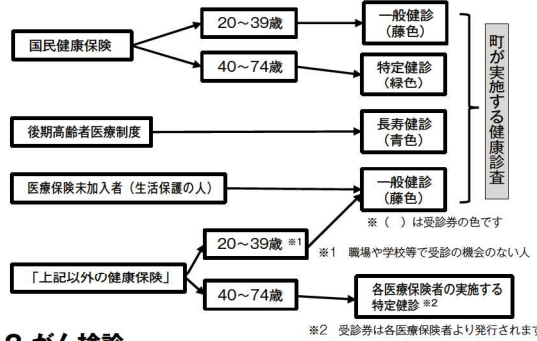 国民健康保険
20～39歳
一般健診
（藤色）
40～74歳
特定健診
（緑色）
後期高齢者医療制度
長寿健診
（青色）
医療保険未加入者（生活保護の人）
一般健診
（藤色）
町が実施する健康診査
※（　）は受診券の色です
「上記以外の健康保険」
20～39歳 ※1
※1　職場や学校等で受診の機会のない人
40～74歳
各医療保険者の実施する
特定健診 ※2
※2　受診券は各医療保険者より発行されます
がん検診